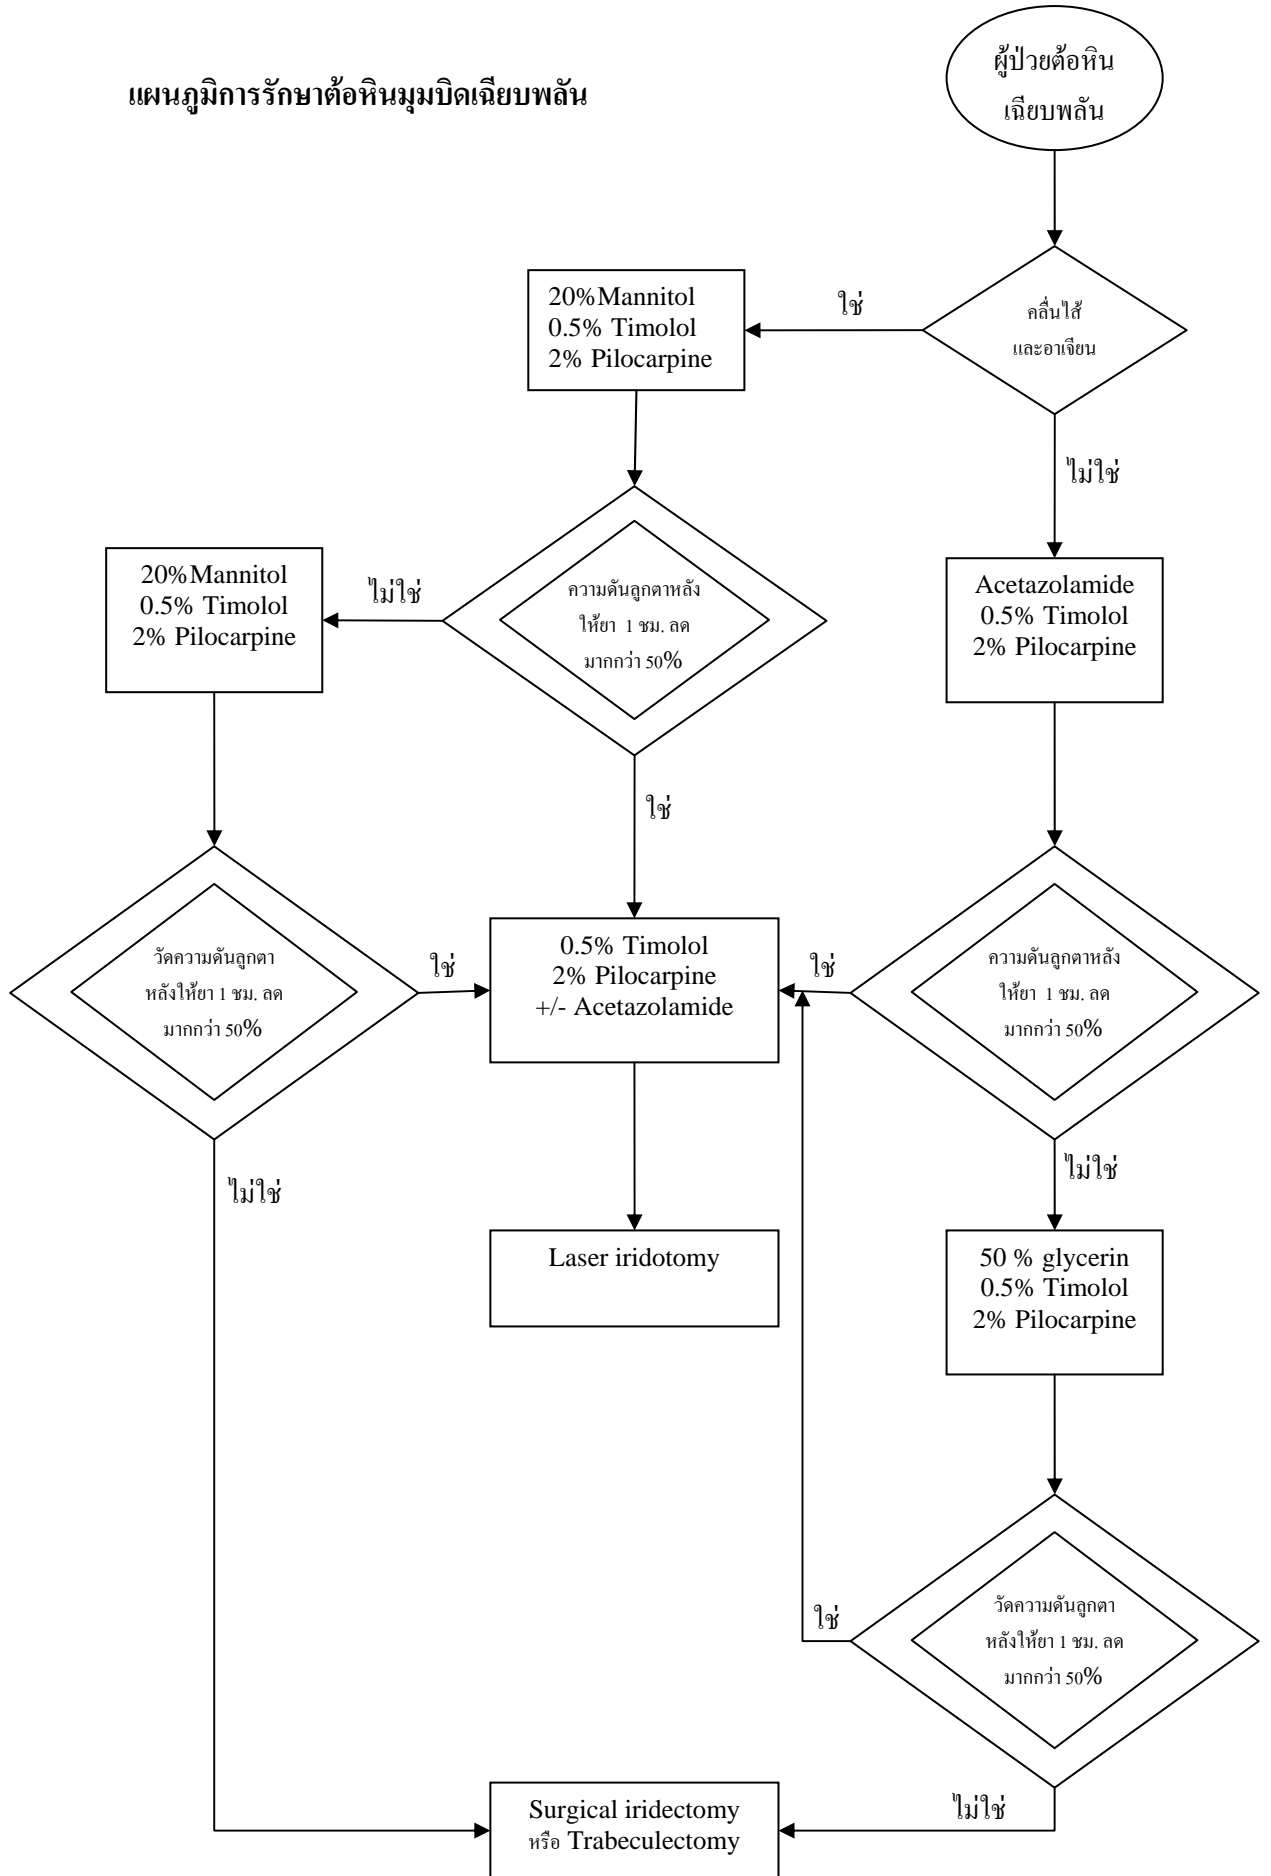 แผนภูมิการรักษาต้อหินมุมบิดเฉียบพลัน
ผู้ป่วยต้อหิน
เฉียบพลัน
คลื่นไส้
และอาเจียน
ใช่
20%Mannitol
0.5% Timolol
2% Pilocarpine
ไม่ใช่
ความดันลูกตาหลัง
ให้ยา 1 ชม. ลด
มากกว่า 50%
ไม่ใช่
20%Mannitol
0.5% Timolol
2% Pilocarpine
Acetazolamide
0.5% Timolol
2% Pilocarpine
ใช่
วัดความดันลูกตา
หลังให้ยา 1 ชม. ลด
มากกว่า 50%
ใช่
0.5% Timolol
2% Pilocarpine
+/- Acetazolamide
ใช่
ความดันลูกตาหลัง
ให้ยา 1 ชม. ลด
มากกว่า 50%
ไม่ใช่
ไม่ใช่
Laser iridotomy
50 % glycerin
0.5% Timolol
2% Pilocarpine
ใช่
วัดความดันลูกตา
หลังให้ยา 1 ชม. ลด
มากกว่า 50%
ไม่ใช่
Surgical iridectomy
หรือ Trabeculectomy